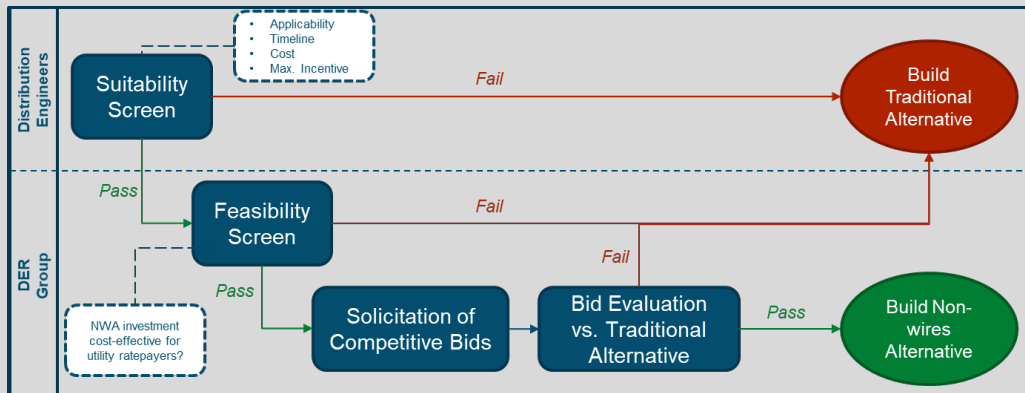 Distribution
Engineers
Suitability
Screen
• Applicability
• Timeline
• Cost
• Max. Incentive
Fail
Build
Traditional
Alternative
Pass
DER
Group
Feasibility
Screen
Fail
NWA investment
cost-effective for
utility ratepayers?
Pass
Solicitation of
Competitive Bids
Bid Evaluation
vs. Traditional
Alternative
Fail
Pass
Build Non-
wires
Alternative